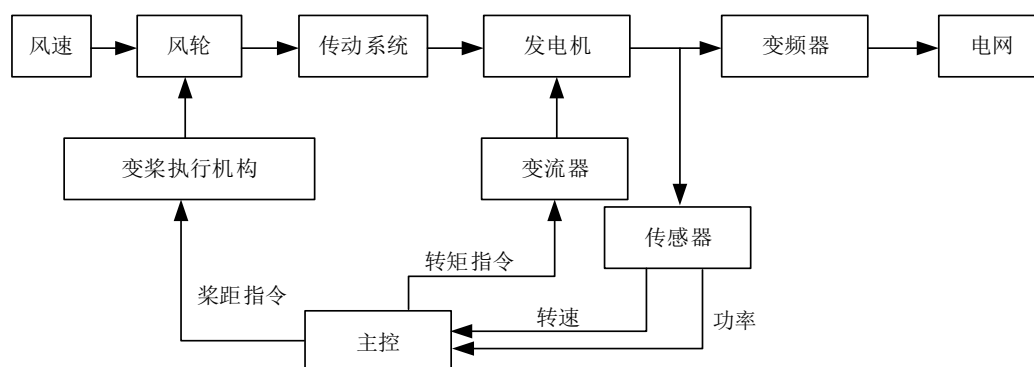 风速
风轮
传动系统
发电机
变频器
电网
变桨执行机构
变流器
传感器
转矩指令
桨距指令
转速
功率
主控